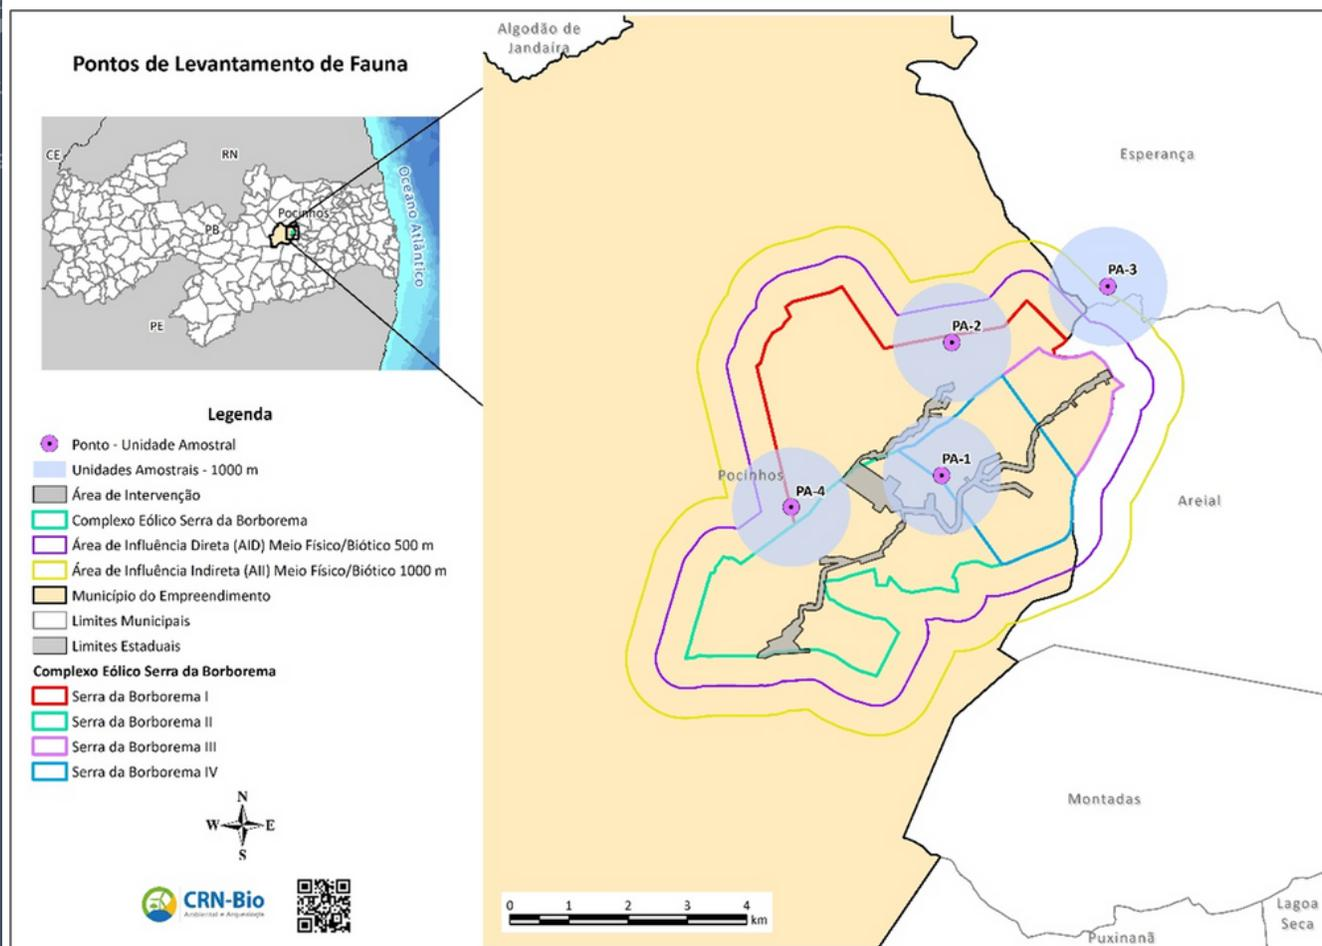 Pontos de Levantamento de Fauna
CE
RN
Pocinhos
PB
PE
Oceano Atlântico
Legenda
Ponto - Unidade Amostral
Unidades Amostrais - 1000 m
Área de Intervenção
Complexo Eólico Serra da Borborema
Área de Influência Direta (AID) Meio Físico/Biótico 500 m
Área de Influência Indireta (AII) Meio Físico/Biótico 1000 m
Município do Empreendimento
Limites Municipais
Limites Estaduais
Complexo Eólico Serra da Borborema
Serra da Borborema I
Serra da Borborema II
Serra da Borborema III
Serra da Borborema IV
N
W E
S
CRN-Bio
Ambiental e Arqueologia
Algodão de
Jandaíra
Esperança
PA-3
PA-2
PA-1
Pocinhos
PA-4
Areial
Montadas
Lagoa
Seca
Puxinanã
0 1 2 3 4
km